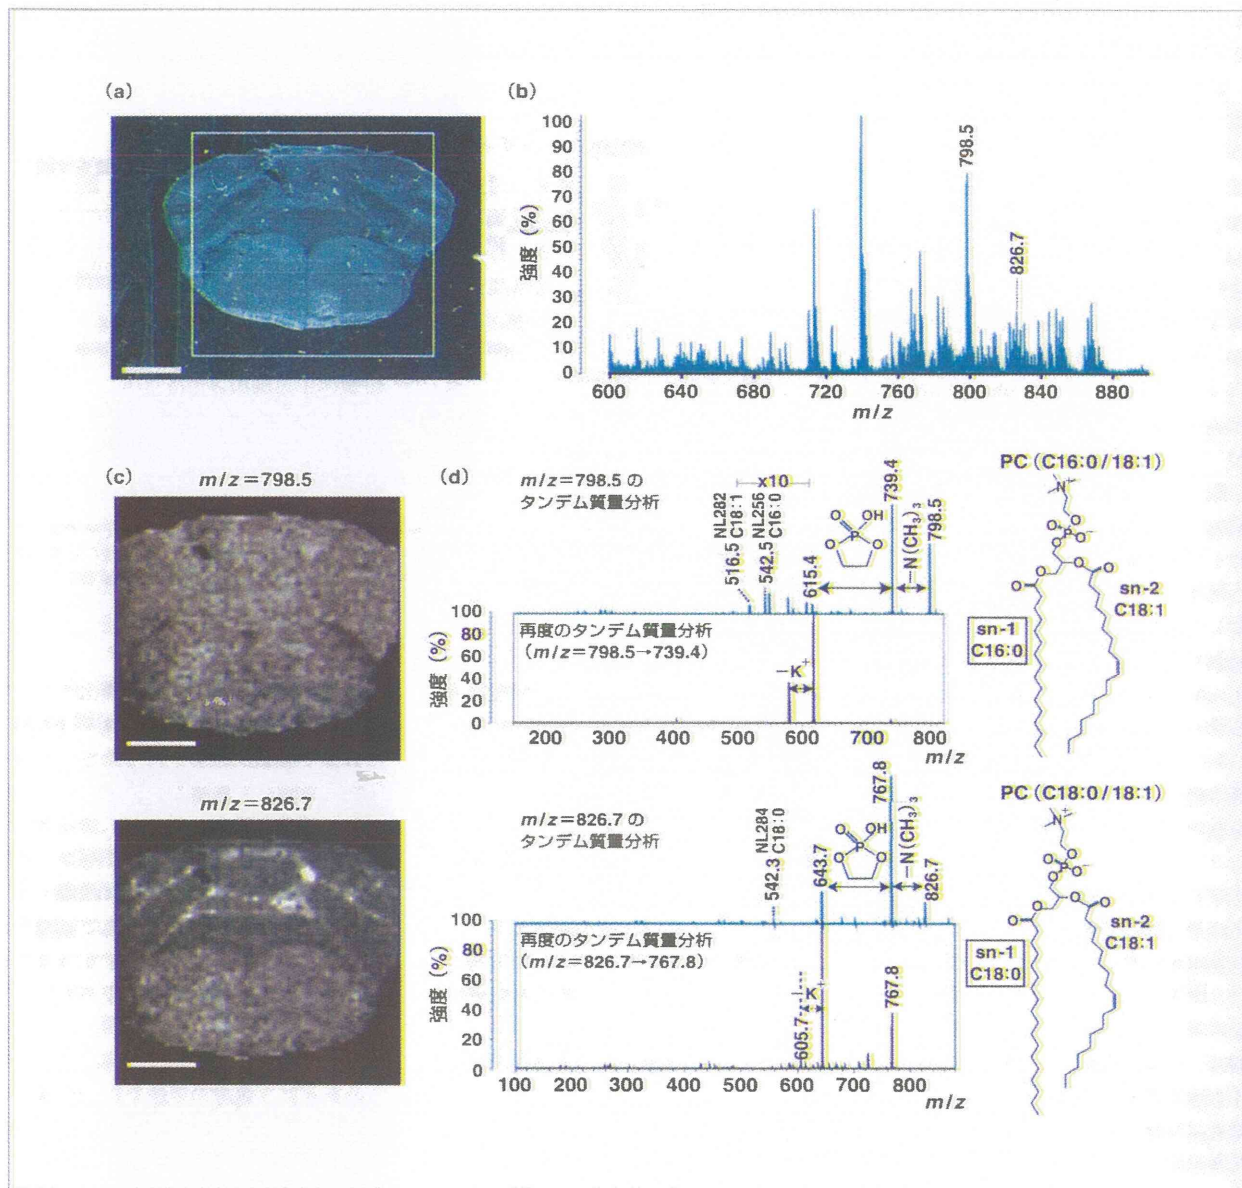 (a)
(b)
強度 (%)
100
90
80
70
60
50
40
30
20
10
0
798.5
826.7
600 640 680 720 760 800 840 880
m/z
(c)
m/z=798.5
m/z=826.7
(d)
m/z=798.5 の
タンデム質量分析
x10
516.5 NL282 C18:1
542.5 NL256 C16:0
615.4
O OH
P
O O
739.4
−N(CH3)3
798.5
強度 (%)
100
80
60
40
20
0
再度のタンデム質量分析
(m/z=798.5→739.4)
−K+
200 300 400 500 600 700 800
m/z
PC(C16:0/18:1)
N+
O
O P O−
O
O O
O O
sn-2
C18:1
sn-1
C16:0
m/z=826.7 の
タンデム質量分析
542.3 NL284 C18:0
643.7
O OH
P
O O
767.8
−N(CH3)3
826.7
強度 (%)
100
80
60
40
20
0
再度のタンデム質量分析
(m/z=826.7→767.8)
605.7
−K+
767.8
100 200 300 400 500 600 700 800
m/z
PC(C18:0/18:1)
N+
O
O P O−
O
O O
O O
sn-2
C18:1
sn-1
C18:0